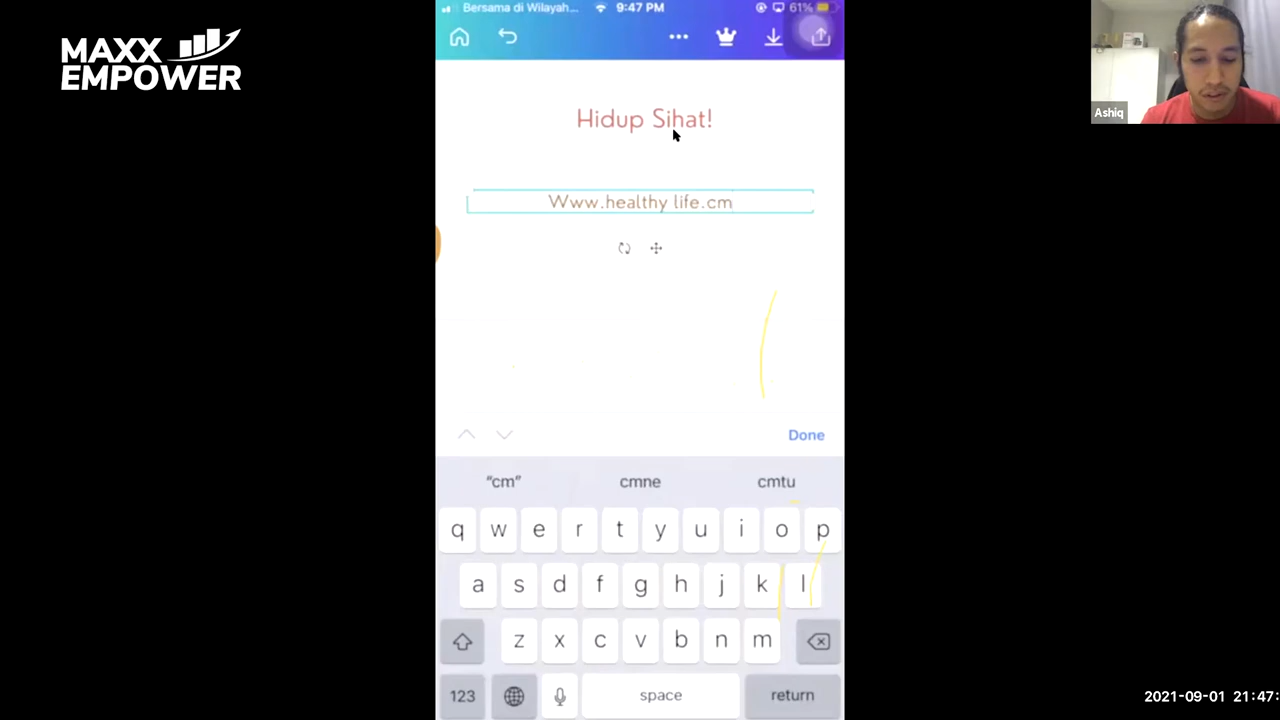 MAXX
EMPOWER
Bersama di Wilayah... 9:47 PM 61%
Hidup Sihat!
Www.healthy life.cm
Done
“cm” cmne cmtu
q w e r t y u i o p
a s d f g h j k l
z x c v b n m
123 space return
Ashiq
2021-09-01 21:47: